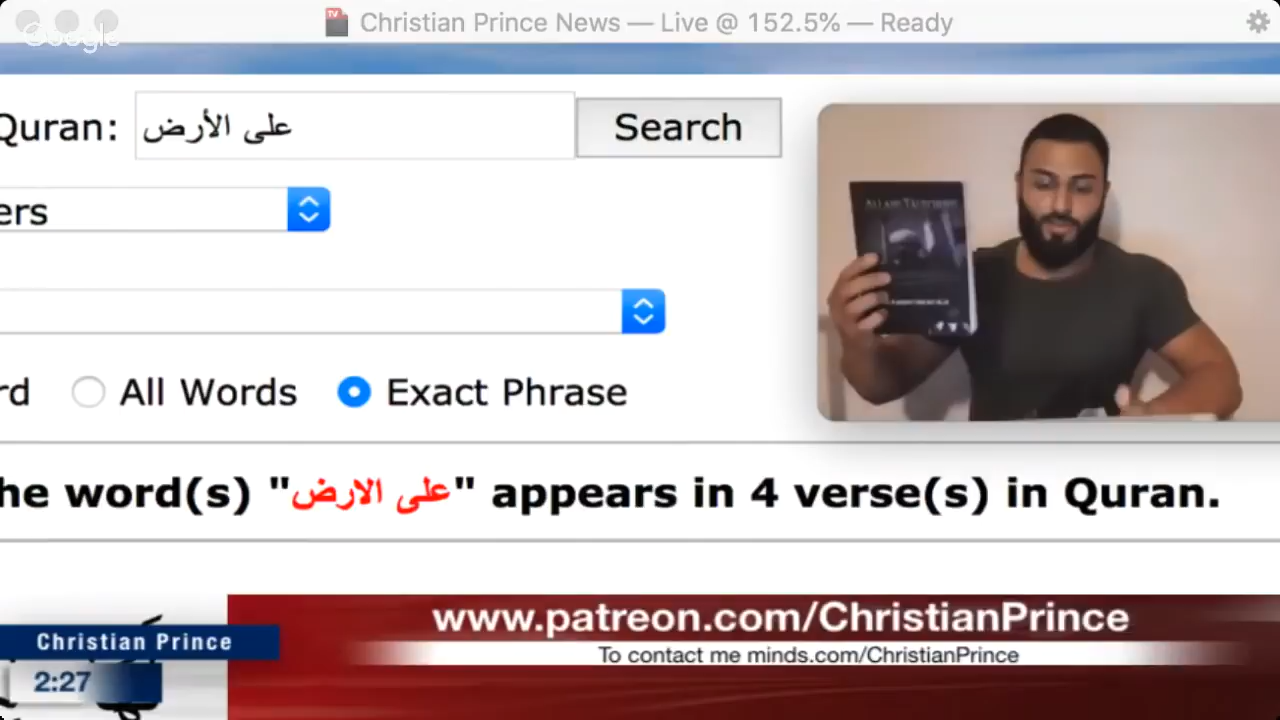 Christian Prince News — Live @ 152.5% — Ready
Google
Quran: على الأرض Search
ers
rd All Words Exact Phrase
he word(s) "على الارض" appears in 4 verse(s) in Quran.
www.patreon.com/ChristianPrince
To contact me minds.com/ChristianPrince
Christian Prince
2:27